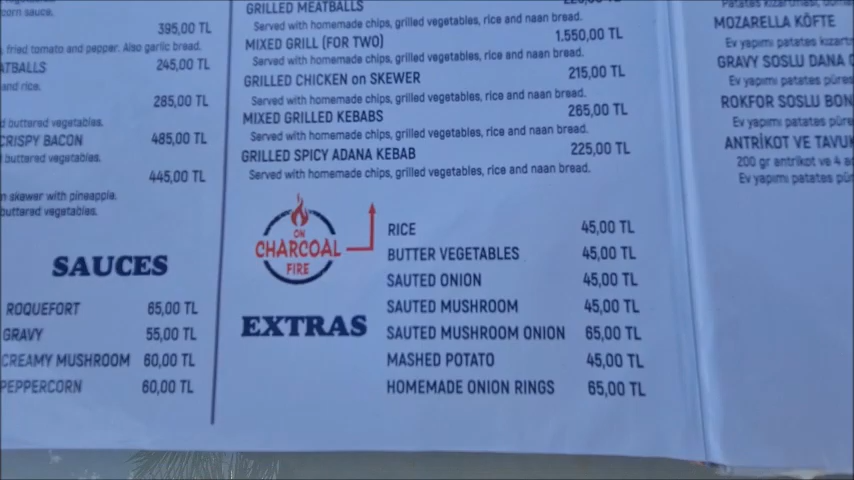 corn sauce.
395,00 TL
fried tomato and pepper. Also garlic bread.
245,00 TL
and rice.
285,00 TL
buttared vegetables.
CRISPY BACON 485,00 TL
buttared vegetables.
445,00 TL
skawer with pineapple.
buttared vegetables.
SAUCES
ROQUEFORT 65,00 TL
GRAVY 55,00 TL
CREAMY MUSHROOM 60,00 TL
PEPPERCORN 60,00 TL
GRILLED MEATBALLS
Served with homemade chips, grilled vegetables, rice and naan bread.
MIXED GRILL (FOR TWO) 1.550,00 TL
Served with homemade chips, grilled vegetables, rice and naan bread.
GRILLED CHICKEN on SKEWER 215,00 TL
Served with homemade chips, grilled vegetables, rice and naan bread.
MIXED GRILLED KEBABS 265,00 TL
Served with homemade chips, grilled vegetables, rice and naan bread.
GRILLED SPICY ADANA KEBAB 225,00 TL
Served with homemade chips, grilled vegetables, rice and naan bread.
ON
CHARCOAL
FIRE
EXTRAS
RICE 45,00 TL
BUTTER VEGETABLES 45,00 TL
SAUTED ONION 45,00 TL
SAUTED MUSHROOM 45,00 TL
SAUTED MUSHROOM ONION 65,00 TL
MASHED POTATO 45,00 TL
HOMEMADE ONION RINGS 65,00 TL
MOZARELLA KÖFTE
Ev yapımı patates
GRAVY SOSLU DANA
Ev yapımı patates
ROKFOR SOSLU
Ev yapımı patates
ANTRİKOT VE
200 gr antrikot ve 4
Ev yapımı patates